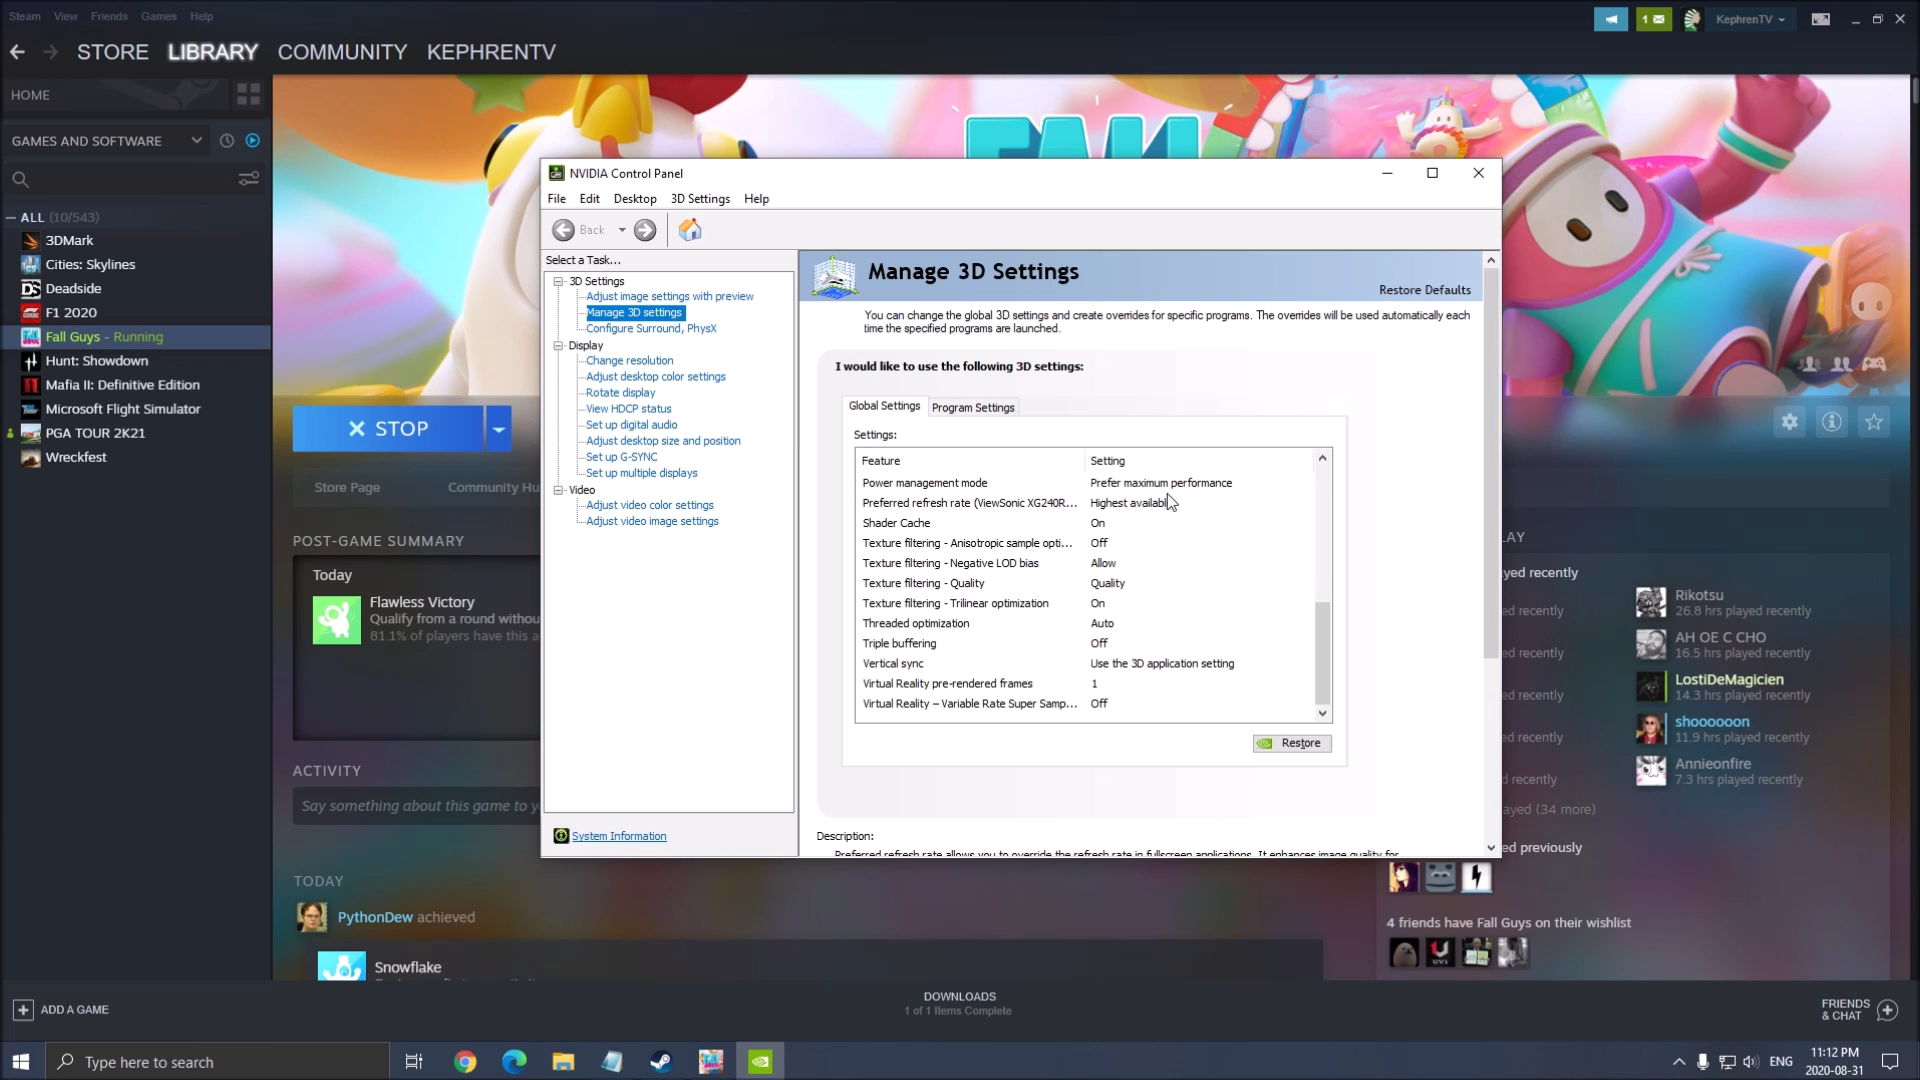 Steam View Friends Games Help
1
KephrenTV
STORE LIBRARY COMMUNITY KEPHRENTV
HOME
GAMES AND SOFTWARE
ALL (10/543)
3DMark
Cities: Skylines
Deadside
F1 2020
Fall Guys - Running
Hunt: Showdown
Mafia II: Definitive Edition
Microsoft Flight Simulator
PGA TOUR 2K21
Wreckfest
STOP
Store Page
Community Hu
POST-GAME SUMMARY
Today
Flawless Victory
Qualify from a round withou
81.1% of players have this a
ACTIVITY
Say something about this game to y
TODAY
PythonDew achieved
Snowflake
NVIDIA Control Panel
File Edit Desktop 3D Settings Help
Back
Select a Task...
3D Settings
Adjust image settings with preview
Manage 3D settings
Configure Surround, PhysX
Display
Change resolution
Adjust desktop color settings
Rotate display
View HDCP status
Set up digital audio
Adjust desktop size and position
Set up G-SYNC
Set up multiple displays
Video
Adjust video color settings
Adjust video image settings
System Information
Manage 3D Settings
Restore Defaults
You can change the global 3D settings and create overrides for specific programs. The overrides will be used automatically each
time the specified programs are launched.
I would like to use the following 3D settings:
Global Settings Program Settings
Settings:
Feature Setting
Power management mode Prefer maximum performance
Preferred refresh rate (ViewSonic XG240R... Highest available
Shader Cache On
Texture filtering - Anisotropic sample opti... Off
Texture filtering - Negative LOD bias Allow
Texture filtering - Quality Quality
Texture filtering - Trilinear optimization On
Threaded optimization Auto
Triple buffering Off
Vertical sync Use the 3D application setting
Virtual Reality pre-rendered frames 1
Virtual Reality – Variable Rate Super Samp... Off
Restore
Description:
Preferred refresh rate allows you to override the refresh rate in fullscreen applications. It enhances image quality for
LAY
yed recently
ed recently
ed recently
ed recently
ed recently
d recently
ayed (34 more)
Rikotsu
26.8 hrs played recently
AH OE C CHO
16.5 hrs played recently
LostiDeMagicien
14.3 hrs played recently
shoooooon
11.9 hrs played recently
Annieonfire
7.3 hrs played recently
ed previously
4 friends have Fall Guys on their wishlist
ADD A GAME
DOWNLOADS
1 of 1 Items Complete
FRIENDS
& CHAT
Type here to search
ENG
11:12 PM
2020-08-31